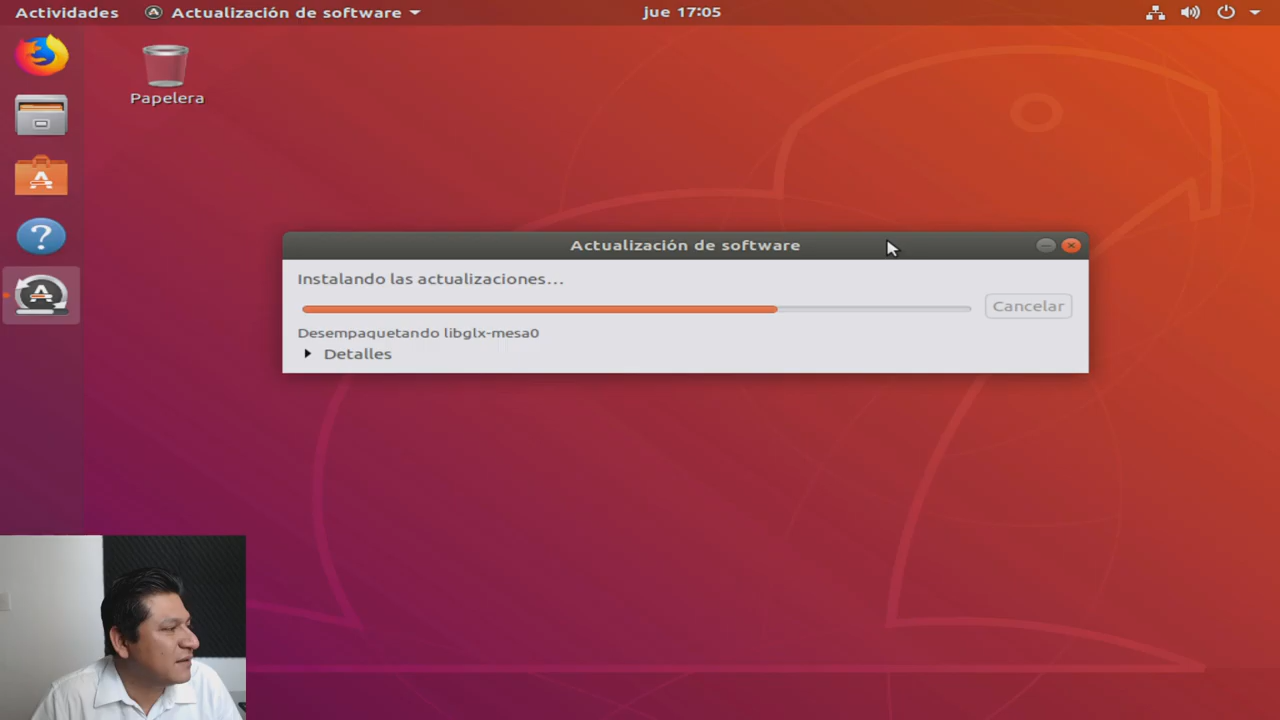 Actividades
Actualización de software
jue 17:05
Papelera
Actualización de software
Instalando las actualizaciones...
Cancelar
Desempaquetando libglx-mesa0
Detalles